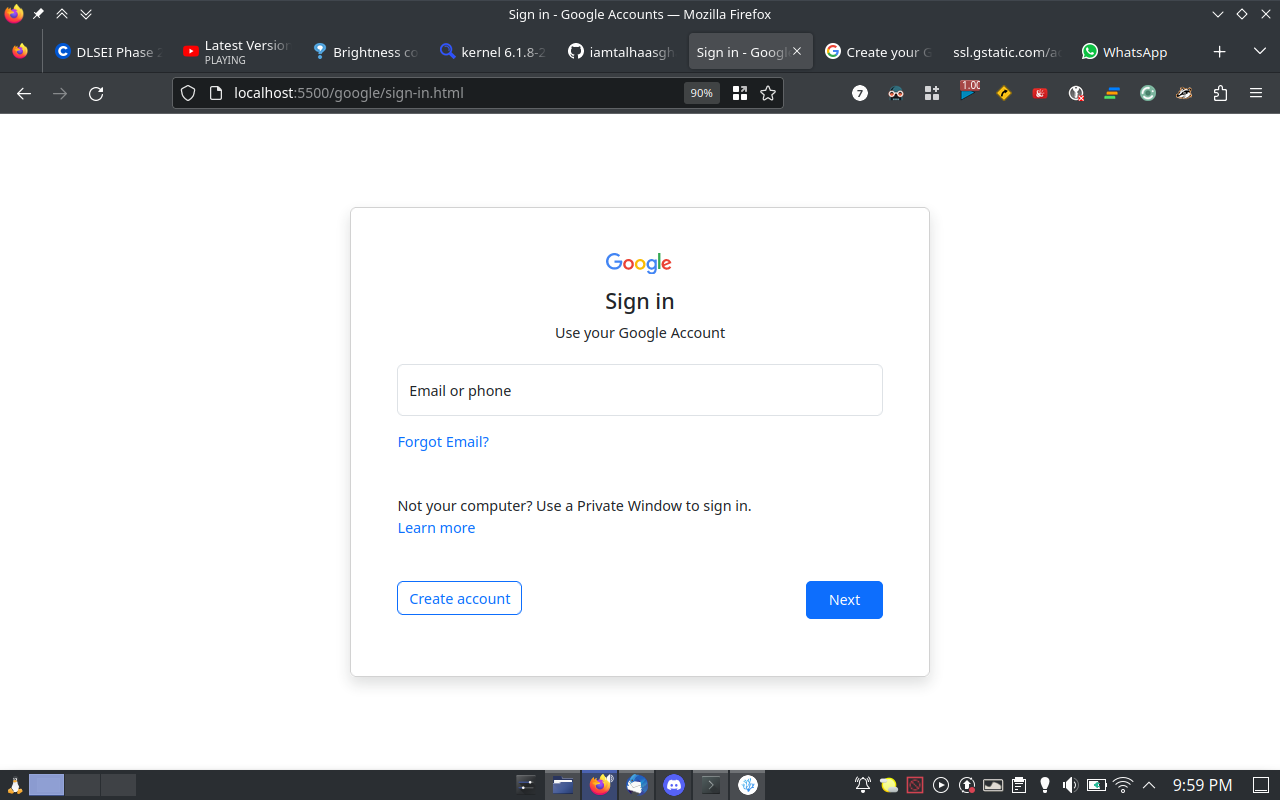 Sign in - Google Accounts — Mozilla Firefox
DLSEI Phase 2
Latest Version
PLAYING
Brightness co
kernel 6.1.8-2
iamtalhaasgh
Sign in - Googl
Create your G
ssl.gstatic.com/ac
WhatsApp
localhost:5500/google/sign-in.html
90%
7
1.00
Google
Sign in
Use your Google Account
Email or phone
Forgot Email?
Not your computer? Use a Private Window to sign in.
Learn more
Create account
Next
9:59 PM